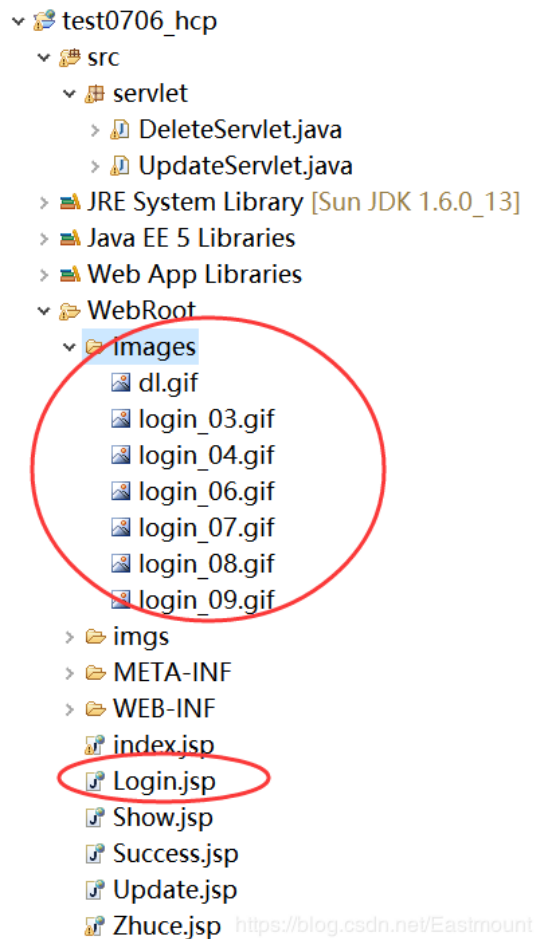 test0706_hcp
src
servlet
DeleteServlet.java
UpdateServlet.java
JRE System Library [Sun JDK 1.6.0_13]
Java EE 5 Libraries
Web App Libraries
WebRoot
images
dl.gif
login_03.gif
login_04.gif
login_06.gif
login_07.gif
login_08.gif
login_09.gif
imgs
META-INF
WEB-INF
index.jsp
Login.jsp
Show.jsp
Success.jsp
Update.jsp
Zhuce.jsp https://blog.csdn.net/Eastmount